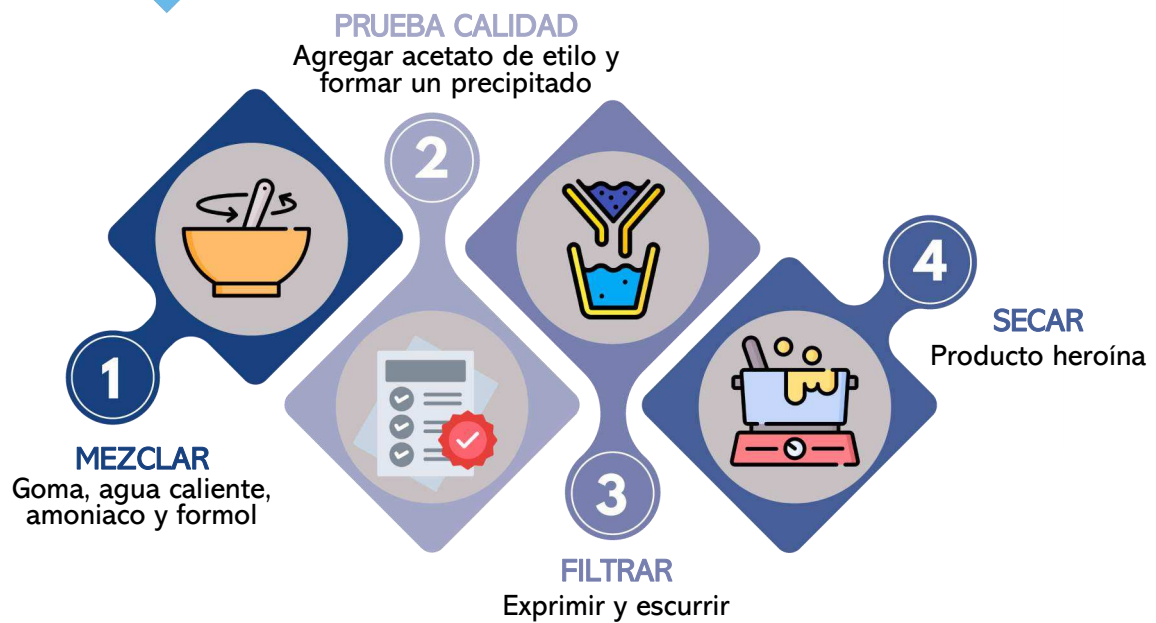 1
MEZCLAR
Goma, agua caliente,
amoniaco y formol
PRUEBA CALIDAD
Agregar acetato de etilo y
formar un precipitado
2
3
FILTRAR
Exprimir y escurrir
4
SECAR
Producto heroína